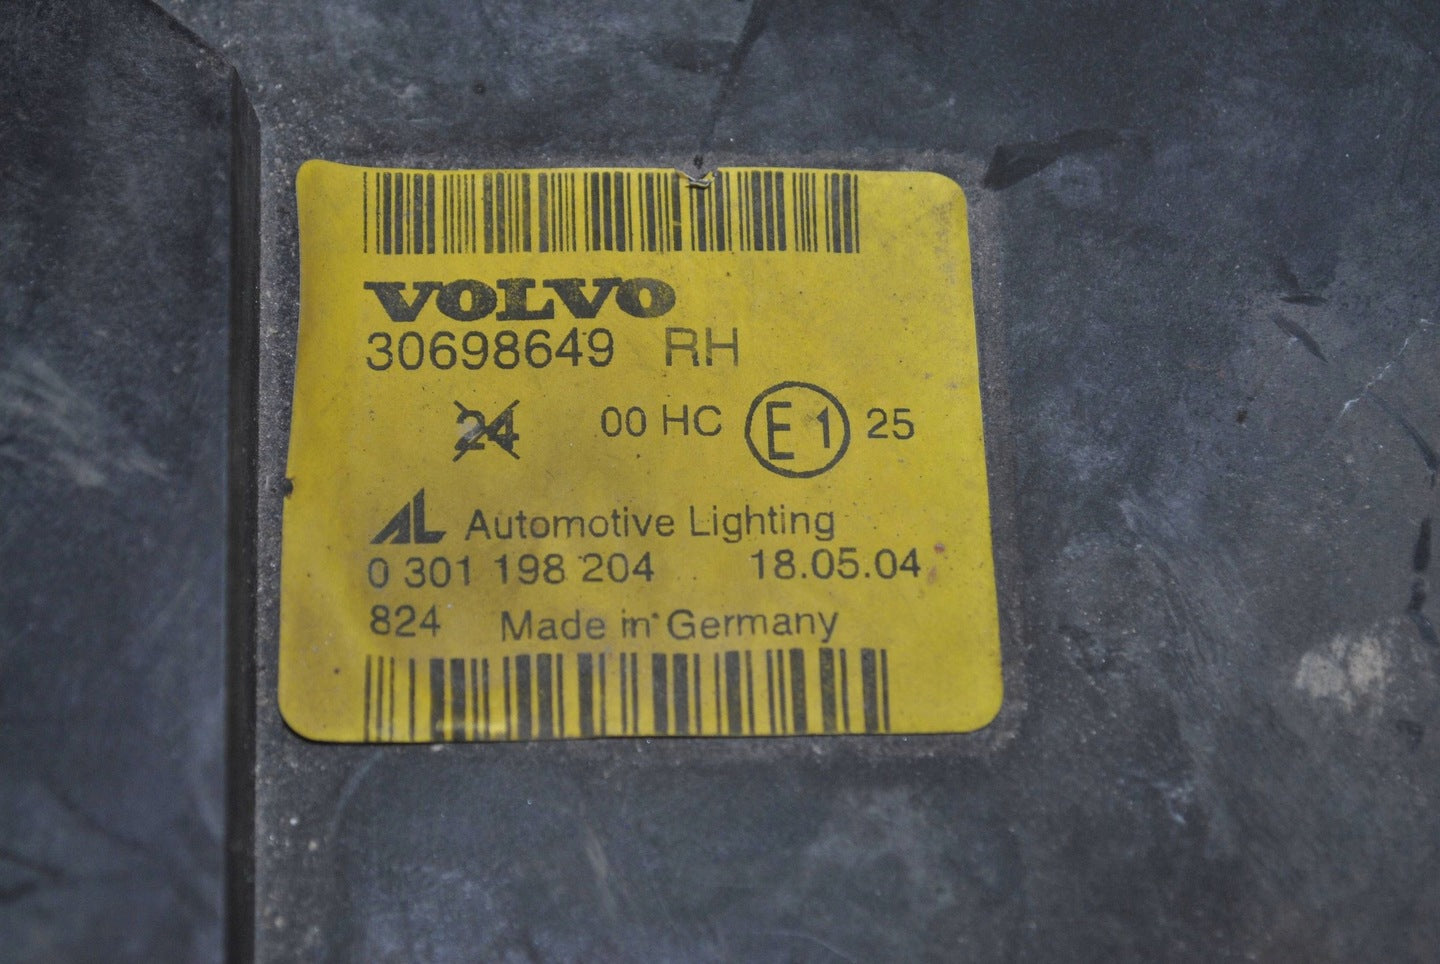 VOLVO
30698649 RH
24 00 HC E1 25
AL Automotive Lighting
0 301 198 204 18.05.04
824 Made in Germany